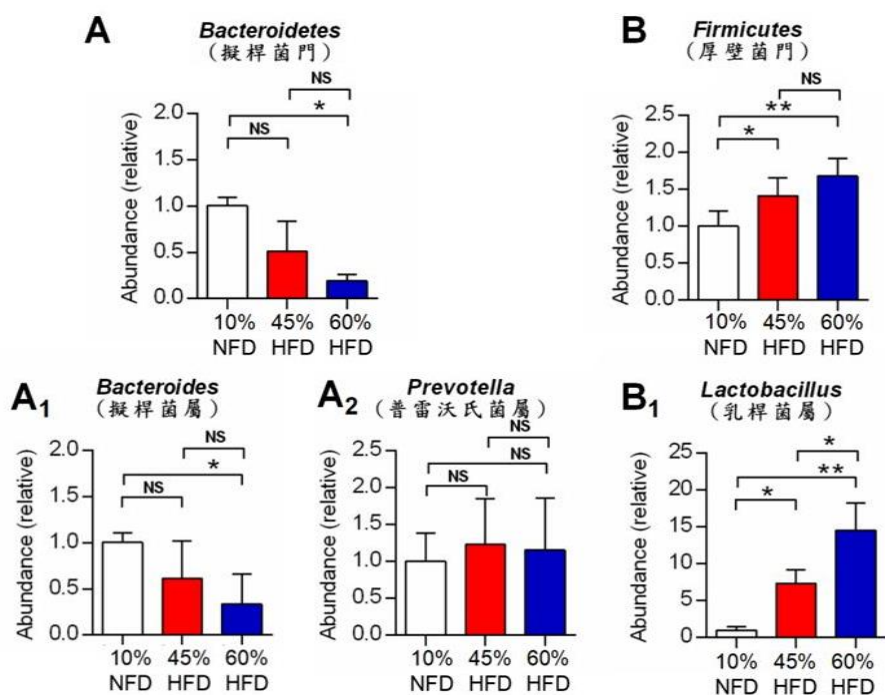 A
Bacteroidetes
(擬桿菌門)
NS
*
NS
Abundance (relative)
2.0
1.5
1.0
0.5
0.0
10% 45% 60%
NFD HFD HFD
B
Firmicutes
(厚壁菌門)
NS
**
*
Abundance (relative)
2.5
2.0
1.5
1.0
0.5
0.0
10% 45% 60%
NFD HFD HFD
A1
Bacteroides
(擬桿菌屬)
NS
*
NS
Abundance (relative)
2.0
1.5
1.0
0.5
0.0
10% 45% 60%
NFD HFD HFD
A2
Prevotella
(普雷沃氏菌屬)
NS
NS
NS
Abundance (relative)
2.5
2.0
1.5
1.0
0.5
0.0
10% 45% 60%
NFD HFD HFD
B1
Lactobacillus
(乳桿菌屬)
*
**
*
Abundance (relative)
25
20
15
10
5
0
10% 45% 60%
NFD HFD HFD